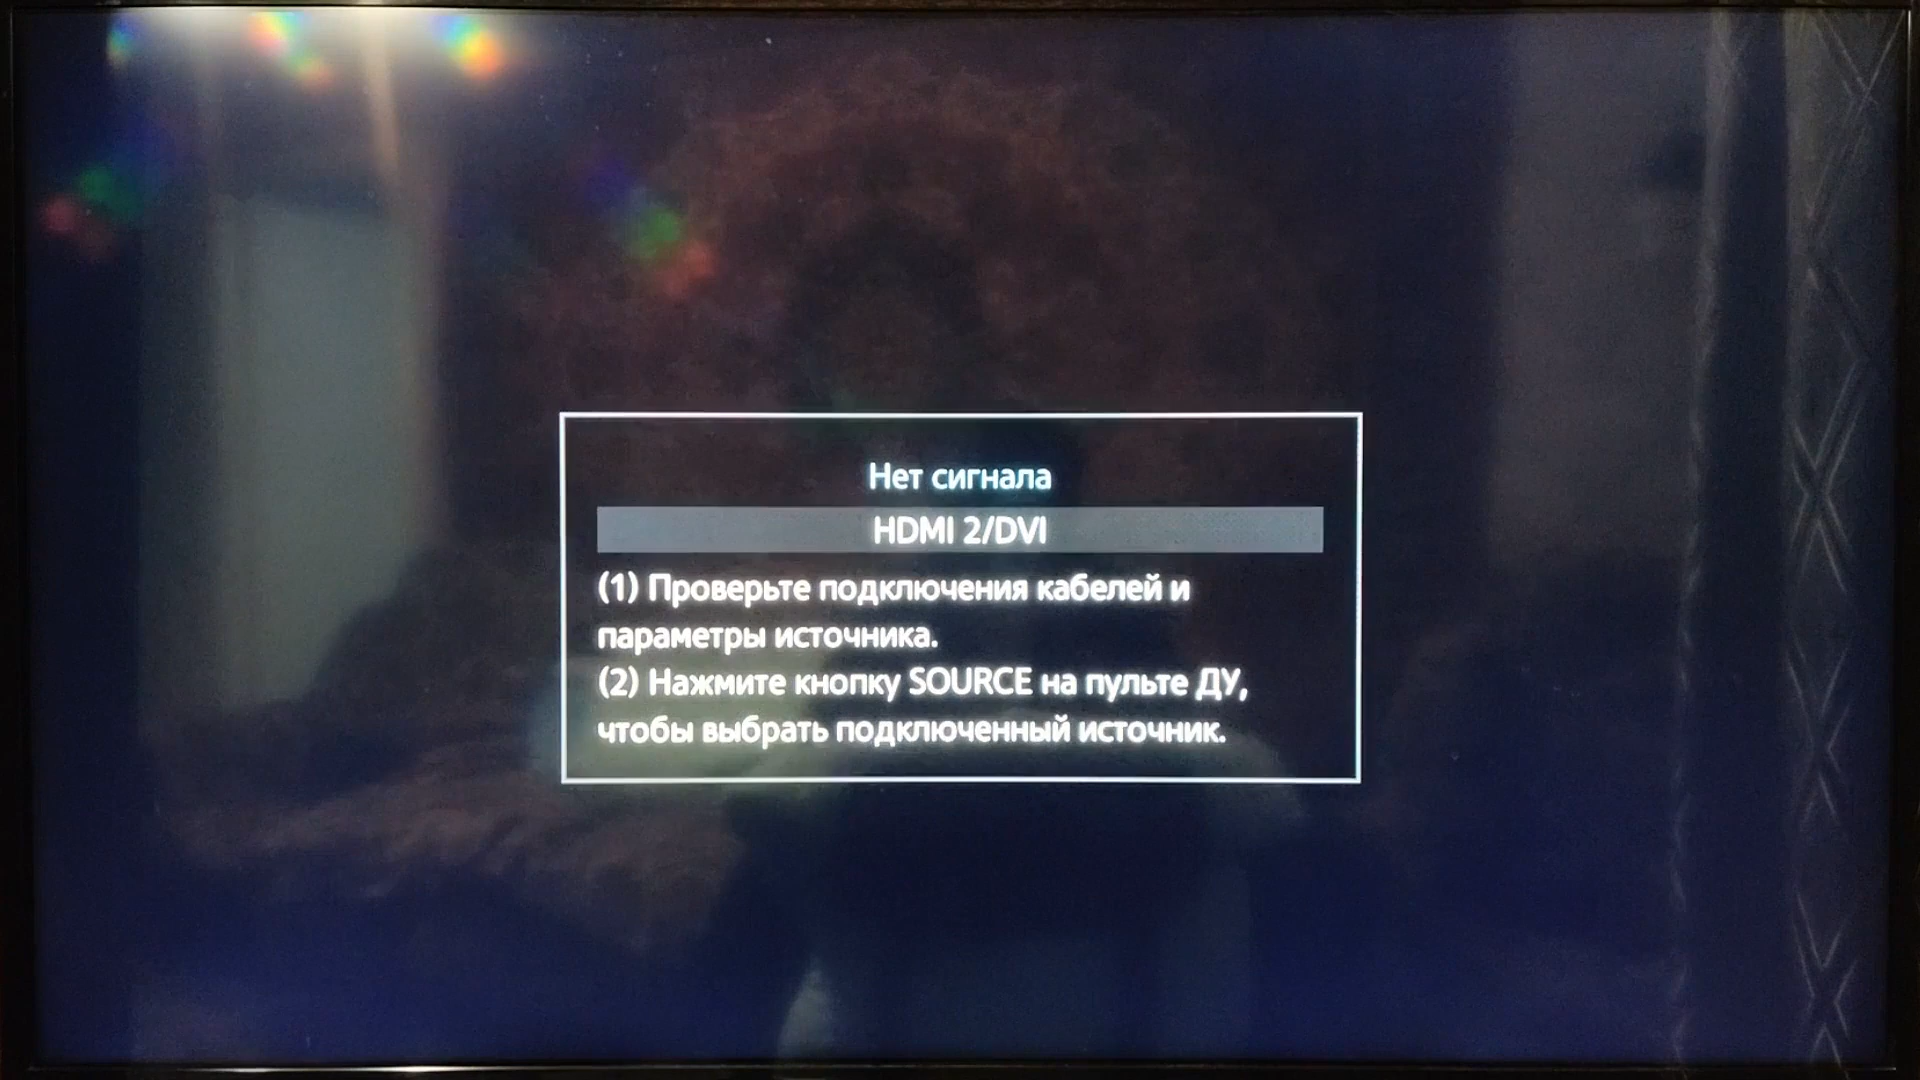 Нет сигнала
HDMI 2/DVI
(1) Проверьте подключения кабелей и
параметры источника.
(2) Нажмите кнопку SOURCE на пульте ДУ,
чтобы выбрать подключенный источник.